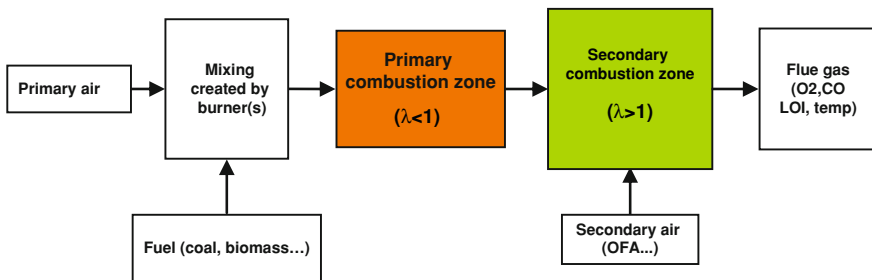 Primary air
Mixing
created by
burner(s)
Primary
combustion zone
(λ<1)
Secondary
combustion zone
(λ>1)
Flue gas
(O2,CO
LOI, temp)
Fuel (coal, biomass…)
Secondary air
(OFA...)